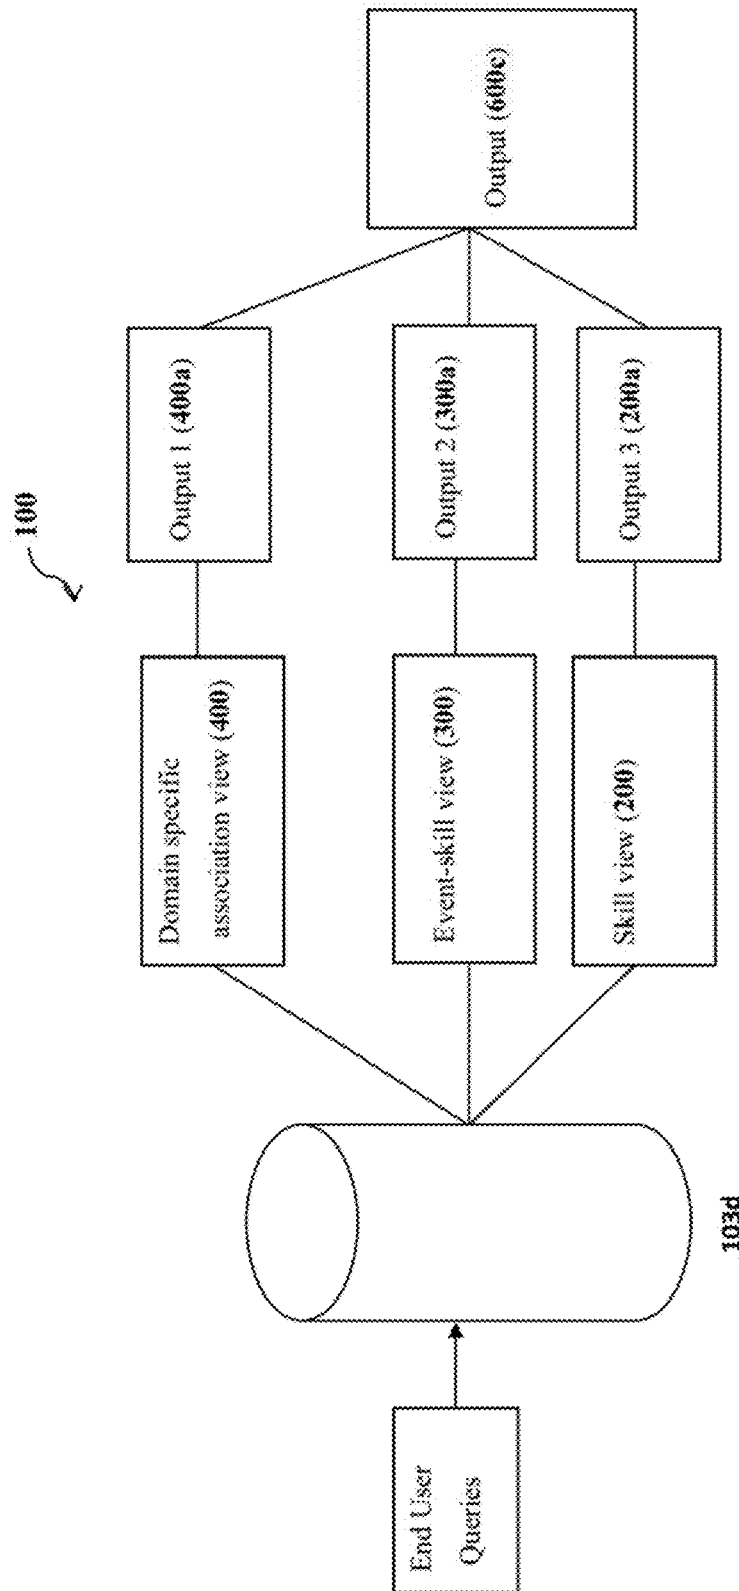 100
End User
Queries
103d
Domain specific
association view (400)
Event-skill view (300)
Skill view (200)
Output 1 (400a)
Output 2 (300a)
Output 3 (200a)
Output (600c)